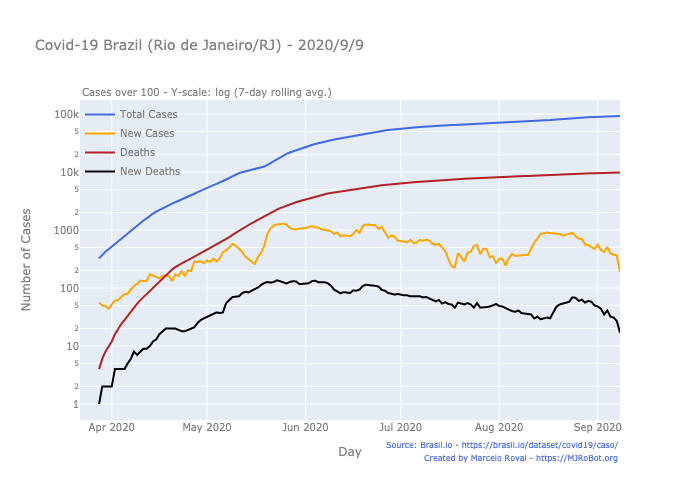 Covid-19 Brazil (Rio de Janeiro/RJ) - 2020/9/9
Cases over 100 - Y-scale: log (7-day rolling avg.)
Total Cases
New Cases
Deaths
New Deaths
100k
5
2
10k
5
2
1000
5
2
100
5
2
10
5
2
1
Number of Cases
Apr 2020
May 2020
Jun 2020
Jul 2020
Aug 2020
Sep 2020
Day
Source: Brasil.io - https://brasil.io/dataset/covid19/caso/
Created by Marcelo Rovai - https://MJRoBot.org